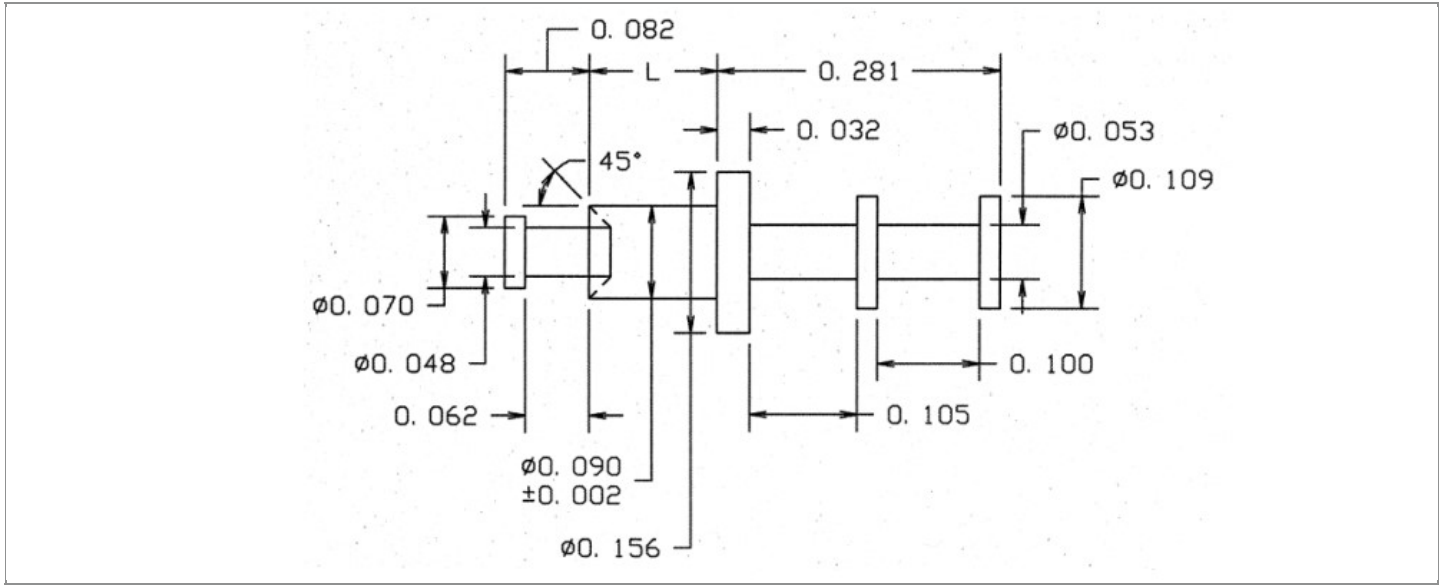 0. 082
L
0. 281
0. 032
ø0. 053
45°
ø0. 109
ø0. 070
ø0. 048
0. 100
0. 062
0. 105
ø0. 090
±0. 002
ø0. 156